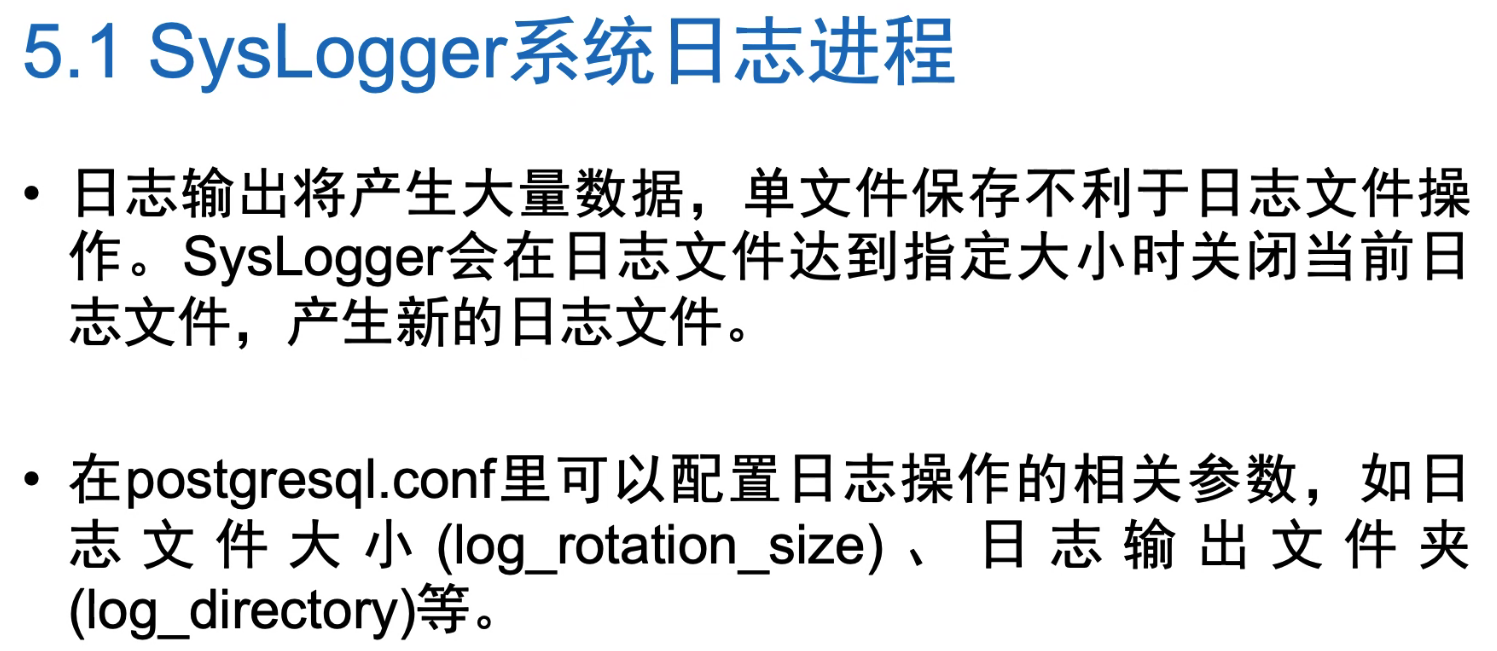 5.1 SysLogger系统日志进程
• 日志输出将产生大量数据，单文件保存不利于日志文件操
作。SysLogger会在日志文件达到指定大小时关闭当前日
志文件，产生新的日志文件。
• 在postgresql.conf里可以配置日志操作的相关参数，如日
志文件大小(log_rotation_size)、日志输出文件夹
(log_directory)等。